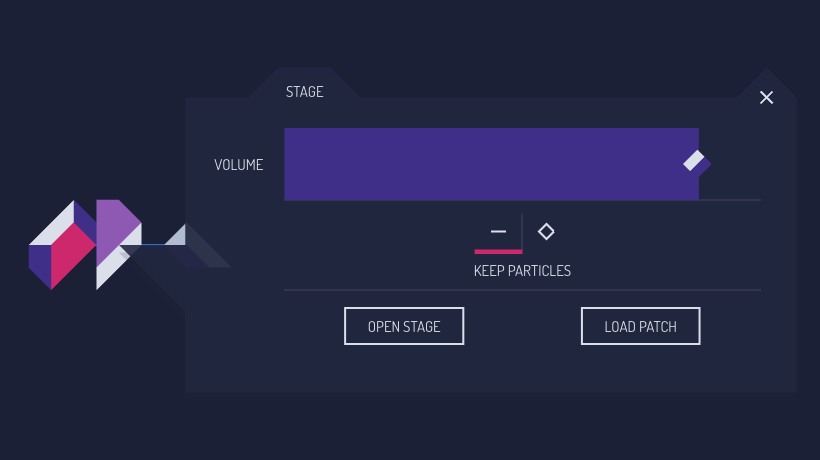 STAGE
VOLUME
KEEP PARTICLES
OPEN STAGE
LOAD PATCH